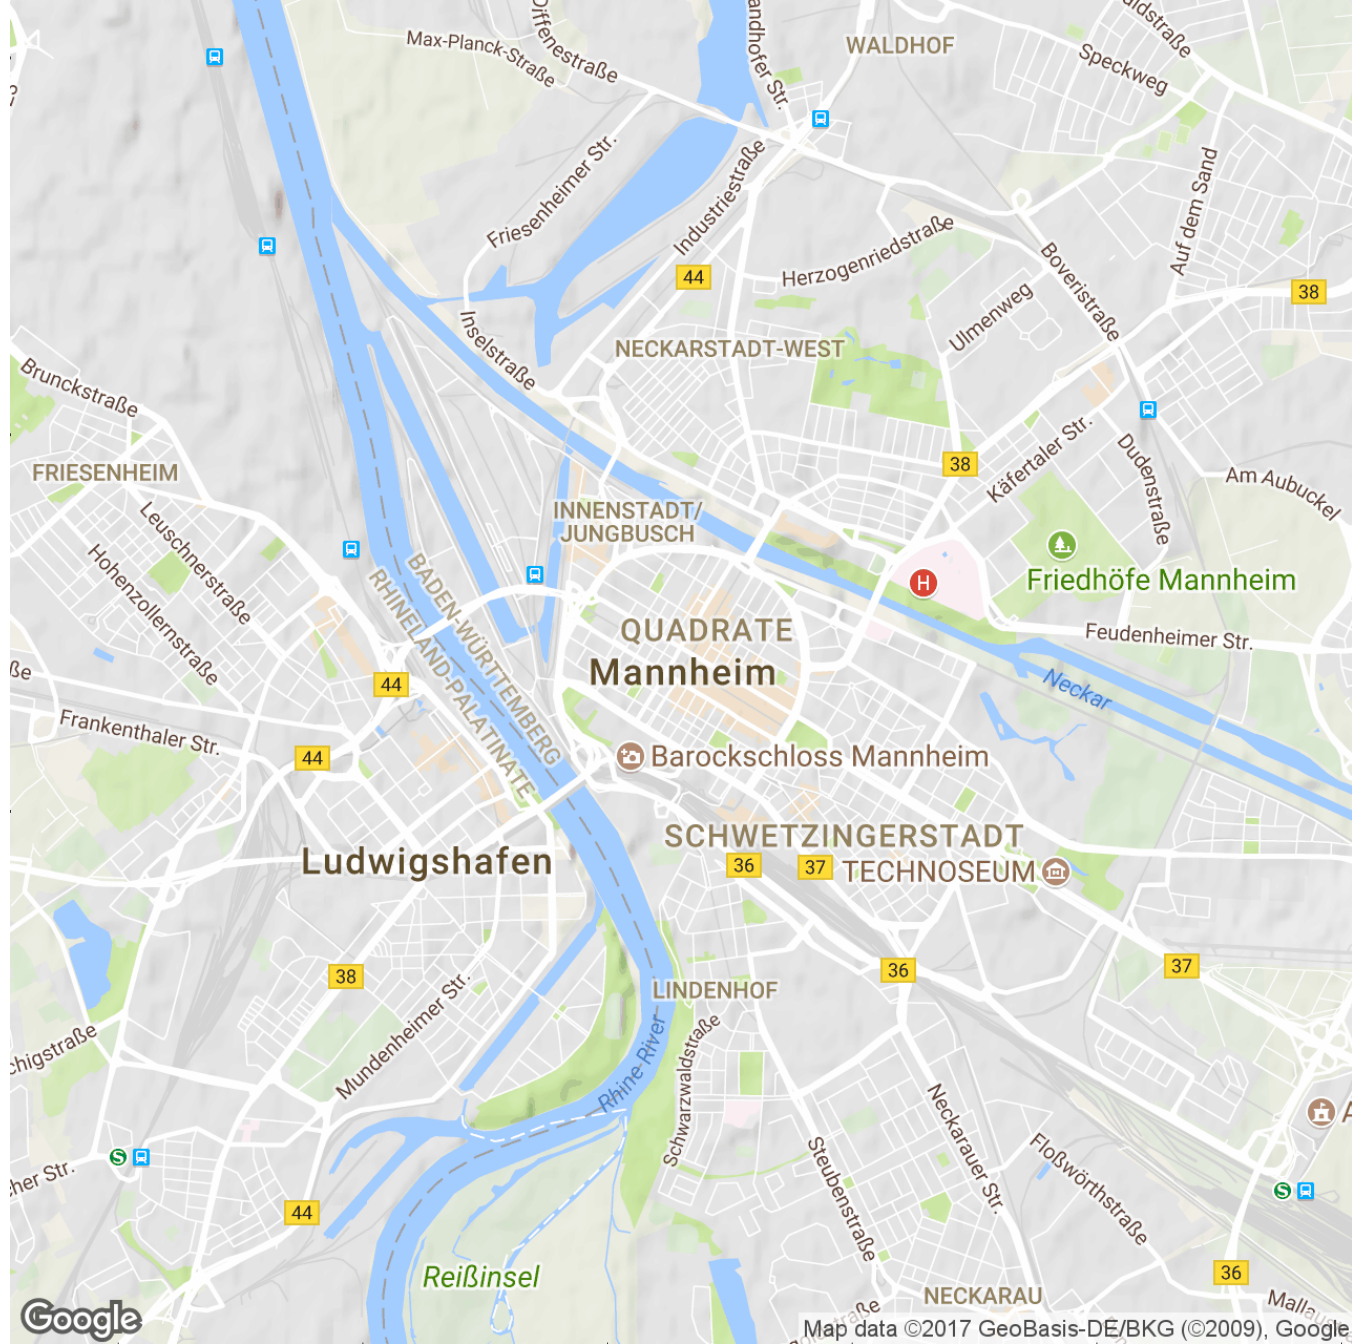 Diffenestraße
Max-Planck-Straße
WALDHOF
Speckweg
Friesenheimer Str.
Industriestraße
Auf dem Sand
44
Herzogenriedstraße
Boveristraße
38
Ulmenweg
Inselstraße
NECKARSTADT-WEST
Brunckstraße
Käfertaler Str.
Dudenstraße
38
FRIESENHEIM
Am Aubuckel
Leuschnerstraße
INNENSTADT/
JUNGBUSCH
Hohenzollernstraße
BADEN-WÜRTTEMBERG
RHINELAND-PALATINATE
H
Friedhöfe Mannheim
QUADRATE
Mannheim
Feudenheimer Str.
Neckar
44
Frankenthaler Str.
44
Barockschloss Mannheim
SCHWETZINGERSTADT
Ludwigshafen
36
37
TECHNOSEUM
38
36
37
LINDENHOF
Mundenheimer Str.
Schwarzwaldstraße
Rhine River
Neckarauer Str.
Floßwörthstraße
Steubenstraße
S
S
44
Reißinsel
36
NECKARAU
Google
Map data ©2017 GeoBasis-DE/BKG (©2009), Google